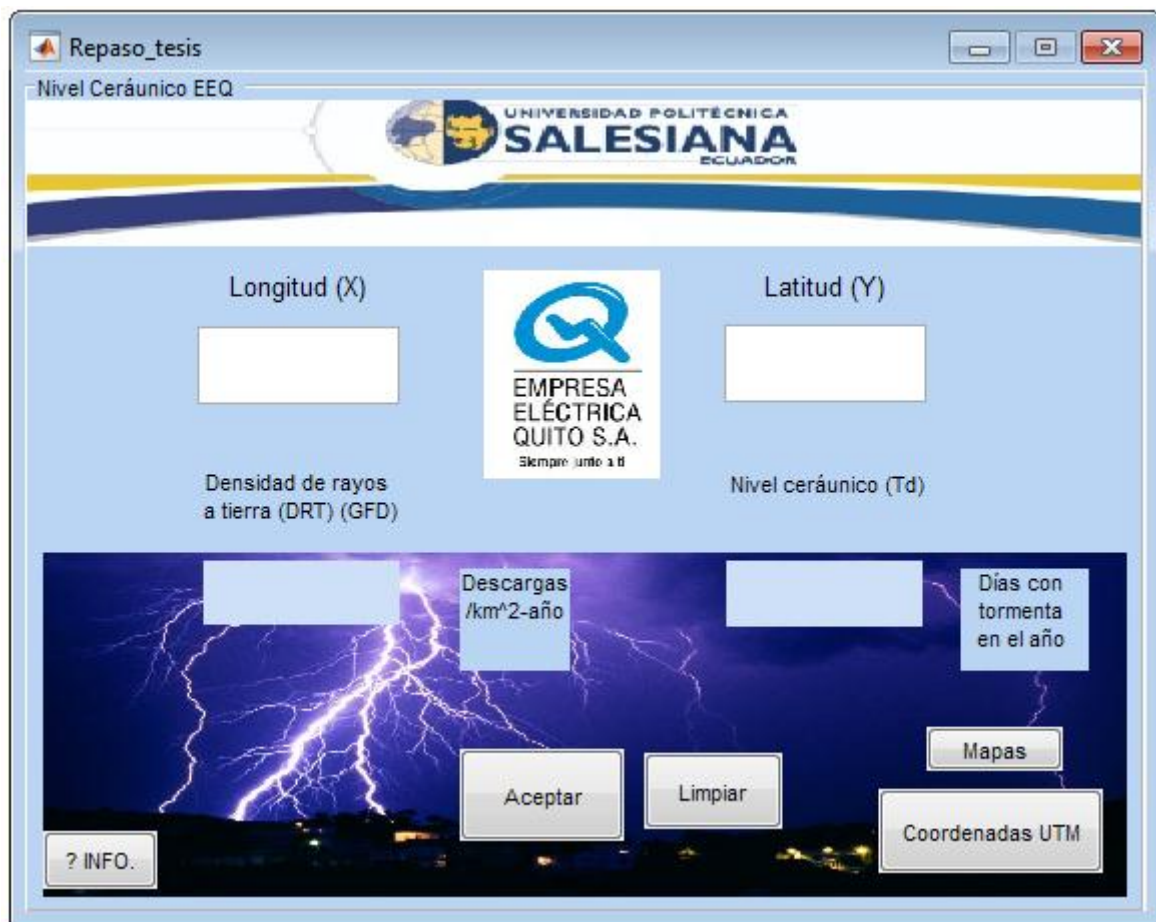 Repaso_tesis
Nivel Ceráunico EEQ
UNIVERSIDAD POLITÉCNICA
SALESIANA
ECUADOR
Longitud (X)
Latitud (Y)
EMPRESA
ELÉCTRICA
QUITO S.A.
Siempre junto a ti
Densidad de rayos
a tierra (DRT) (GFD)
Nivel ceráunico (Td)
Descargas
/km^2-año
Días con
tormenta
en el año
Mapas
Aceptar
Limpiar
Coordenadas UTM
? INFO.